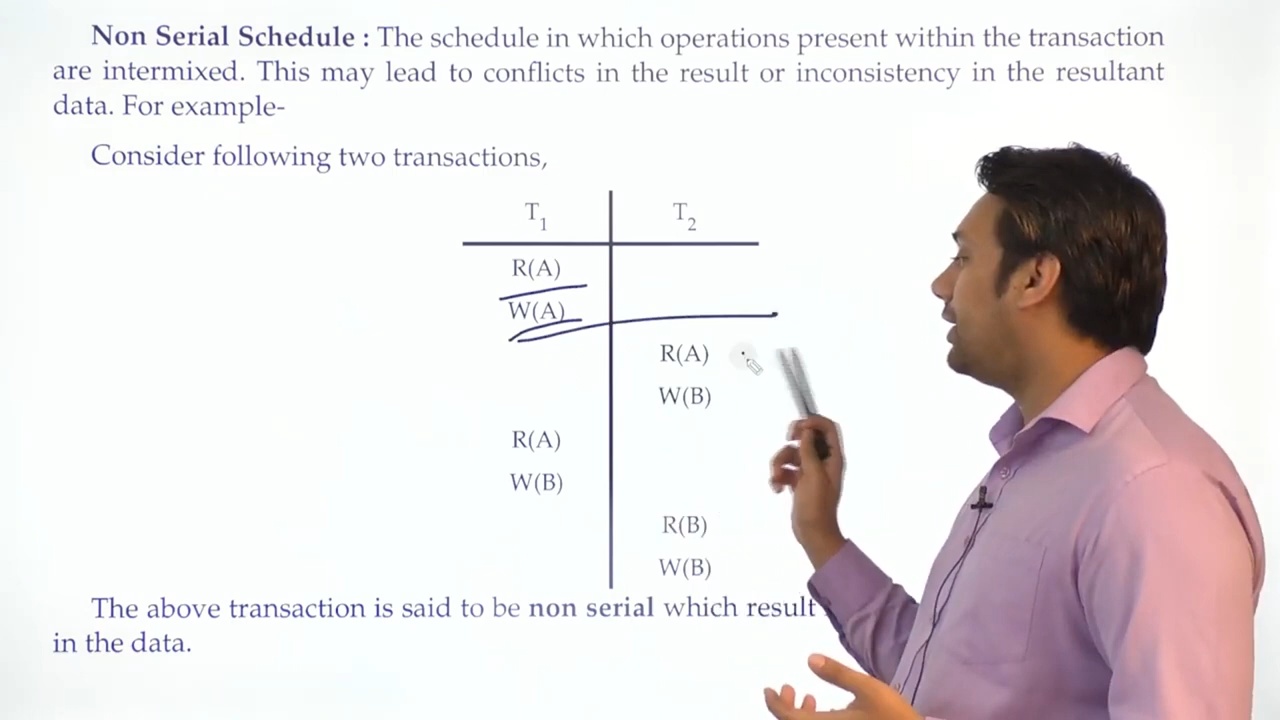 Non Serial Schedule : The schedule in which operations present within the transaction
are intermixed. This may lead to conflicts in the result or inconsistency in the resultant
data. For example-
Consider following two transactions,
T1 T2
R(A)
W(A)
R(A)
W(B)
R(A)
W(B)
R(B)
W(B)
The above transaction is said to be non serial which result
in the data.